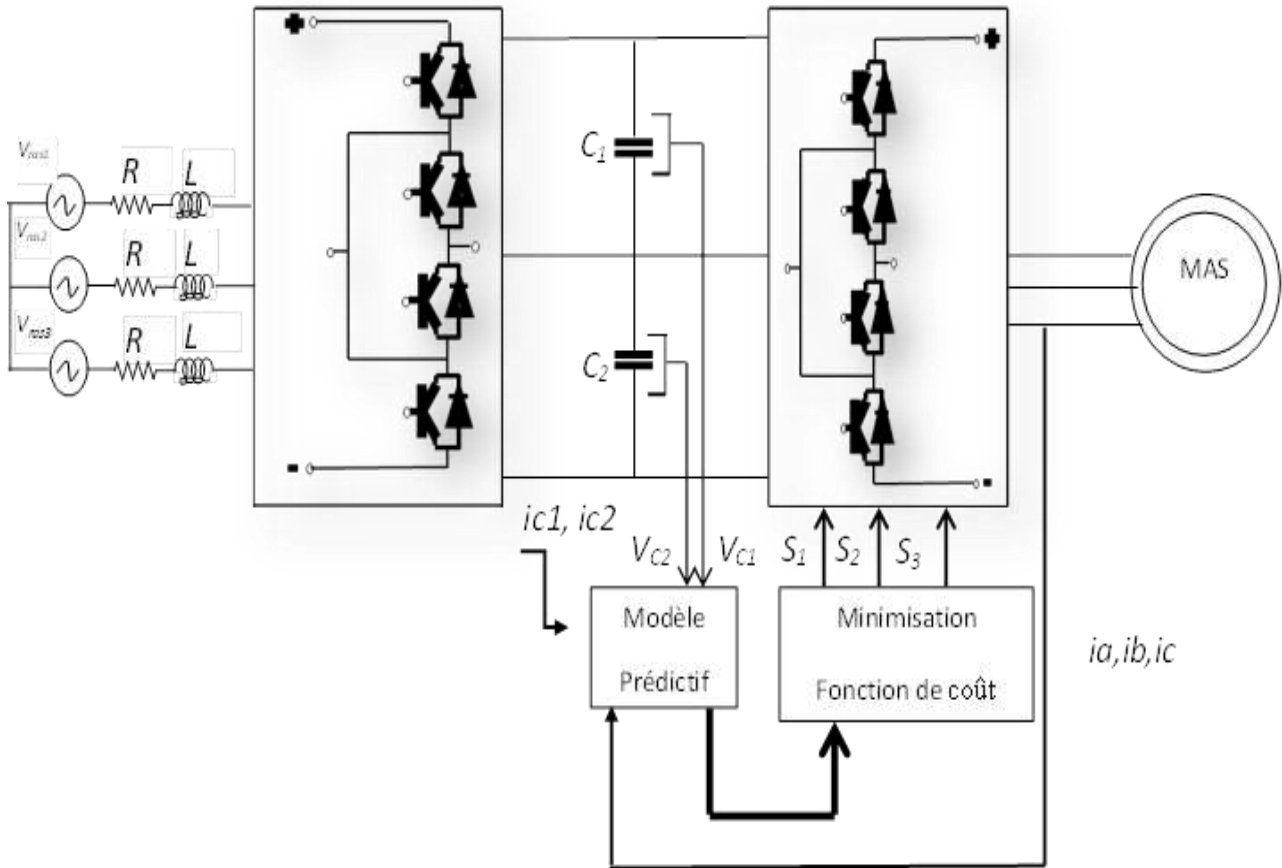 R L
R L
R L
C1
C2
MAS
ic1, ic2
VC2 VC1 S1 S2 S3
Modèle
Prédictif
Minimisation
Fonction de coût
ia,ib,ic